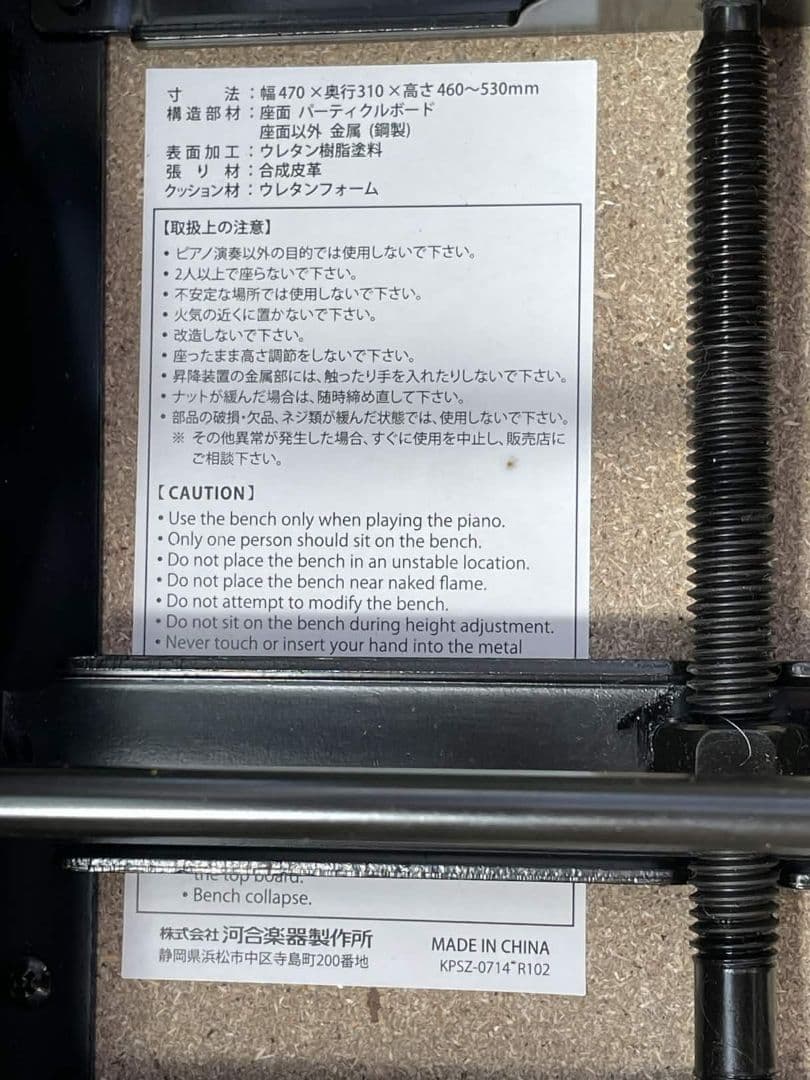 寸　法：幅470×奥行310×高さ460～530mm
構造部材：座面 パーティクルボード
座面以外 金属 (鋼製)
表面加工：ウレタン樹脂塗料
張り材：合成皮革
クッション材：ウレタンフォーム
【取扱上の注意】
• ピアノ演奏以外の目的では使用しないで下さい。
• 2人以上で座らないで下さい。
• 不安定な場所では使用しないで下さい。
• 火気の近くに置かないで下さい。
• 改造しないで下さい。
• 座ったまま高さ調節をしないで下さい。
• 昇降装置の金属部には、触ったり手を入れたりしないで下さい。
• ナットが緩んだ場合は、随時締め直して下さい。
• 部品の破損・欠品、ネジ類が緩んだ状態では、使用しないで下さい。
※ その他異常が発生した場合、すぐに使用を中止し、販売店に
ご相談下さい。
【CAUTION】
• Use the bench only when playing the piano.
• Only one person should sit on the bench.
• Do not place the bench in an unstable location.
• Do not place the bench near naked flame.
• Do not attempt to modify the bench.
• Do not sit on the bench during height adjustment.
• Never touch or insert your hand into the metal
the top board.
• Bench collapse.
株式会社 河合楽器製作所
静岡県浜松市中区寺島町200番地
MADE IN CHINA
KPSZ-0714*R102